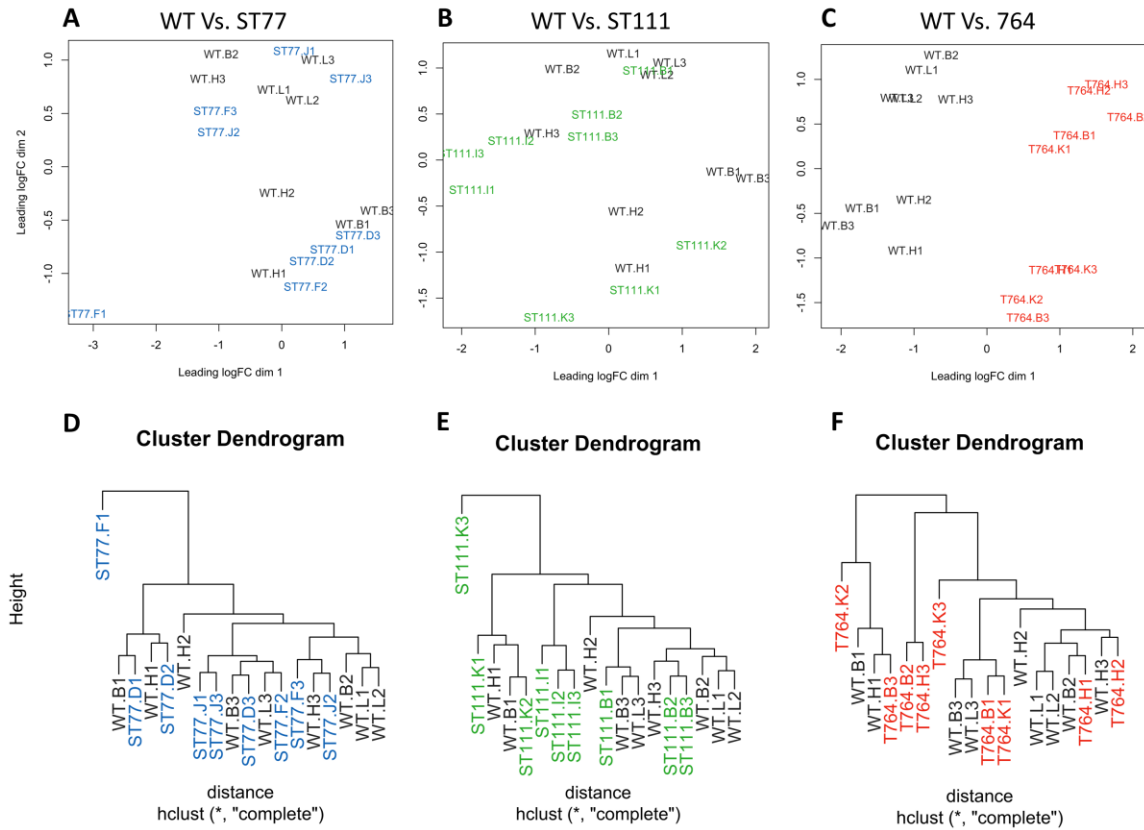 A WT Vs. ST77
B WT Vs. ST111
C WT Vs. 764
Leading logFC dim 2
1.0
0.5
0.0
-0.5
-1.0
WT.B2
ST77.J1
WT.L3
WT.H3
ST77.J3
WT.L1
WT.L2
ST77.F3
ST77.J2
WT.H2
WT.B3
WT.B1
ST77.D3
ST77.D1
ST77.D2
WT.H1
ST77.F2
ST77.F1
-3 -2 -1 0 1
Leading logFC dim 1
1.0
0.5
0.0
-0.5
-1.0
-1.5
WT.L1
WT.L3
WT.B2
ST111.B1
WT.L2
ST111.B2
WT.H3
ST111.B3
ST111.I2
ST111.I3
WT.B1
WT.B3
ST111.I1
WT.H2
ST111.K2
WT.H1
ST111.K1
ST111.K3
-2 -1 0 1 2
Leading logFC dim 1
1.0
0.5
0.0
-0.5
-1.0
-1.5
WT.B2
WT.L1
WT.L3
WT.L2
WT.H3
T764.H3
T764.H2
T764.B
T764.B1
T764.K1
WT.H2
WT.B1
WT.B3
WT.H1
T764.H1
T764.K3
T764.K2
T764.B3
-2 -1 0 1 2
Leading logFC dim 1
D
Cluster Dendrogram
Height
ST77.F1
WT.B1
ST77.D1
WT.H1
ST77.D2
WT.H2
ST77.J1
ST77.J3
WT.B3
ST77.D3
WT.L3
ST77.F2
ST77.F3
WT.H3
ST77.J2
WT.B2
WT.L1
WT.L2
distance
hclust (*, "complete")
E
Cluster Dendrogram
ST111.K3
ST111.K1
WT.H1
WT.B1
ST111.K2
ST111.I1
ST111.I2
ST111.I3
WT.H2
ST111.B1
WT.B3
WT.L3
WT.H3
ST111.B2
ST111.B3
WT.B2
WT.L1
WT.L2
distance
hclust (*, "complete")
F
Cluster Dendrogram
T764.K2
WT.B1
WT.H1
T764.B3
T764.B2
T764.H3
T764.K3
WT.B3
WT.L3
T764.B1
T764.K1
WT.H2
WT.L1
WT.L2
WT.B2
T764.H1
WT.H3
T764.H2
distance
hclust (*, "complete")